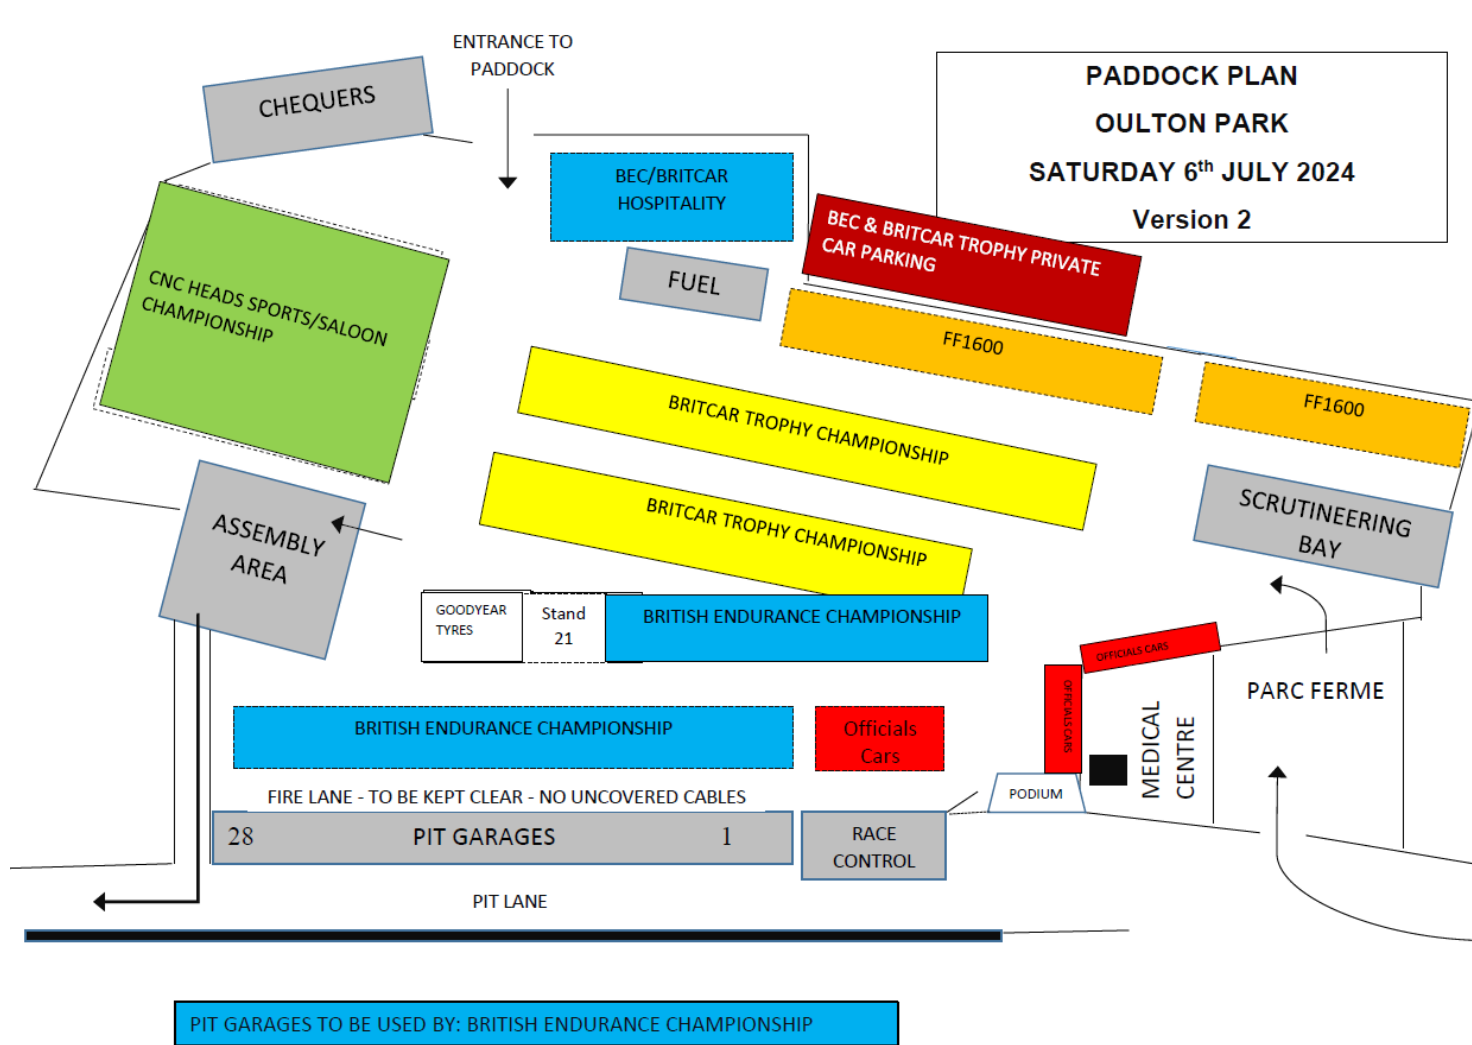 ENTRANCE TO
PADDOCK
PADDOCK PLAN
OULTON PARK
SATURDAY 6th JULY 2024
Version 2
CHEQUERS
BEC/BRITCAR
HOSPITALITY
BEC & BRITCAR TROPHY PRIVATE
CAR PARKING
FUEL
CNC HEADS SPORTS/SALOON
CHAMPIONSHIP
FF1600
FF1600
BRITCAR TROPHY CHAMPIONSHIP
BRITCAR TROPHY CHAMPIONSHIP
SCRUTINEERING
BAY
ASSEMBLY
AREA
GOODYEAR
TYRES
Stand
21
BRITISH ENDURANCE CHAMPIONSHIP
OFFICIALS CARS
OFFICIALS CARS
PARC FERME
MEDICAL
CENTRE
BRITISH ENDURANCE CHAMPIONSHIP
Officials
Cars
PODIUM
FIRE LANE - TO BE KEPT CLEAR - NO UNCOVERED CABLES
28 PIT GARAGES 1
RACE
CONTROL
PIT LANE
PIT GARAGES TO BE USED BY: BRITISH ENDURANCE CHAMPIONSHIP